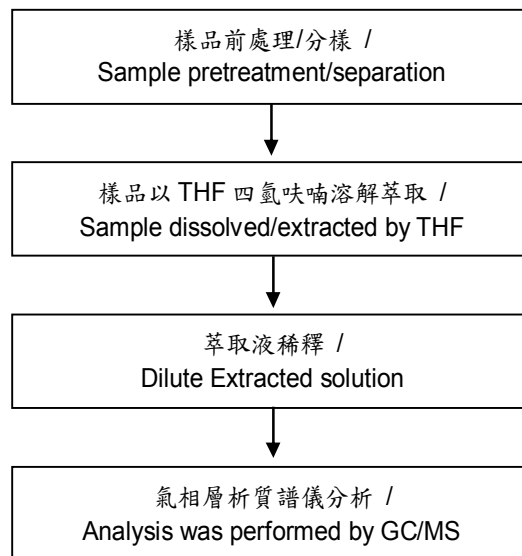 樣品前處理/分樣 /
Sample pretreatment/separation
樣品以 THF 四氫呋喃溶解萃取 /
Sample dissolved/extracted by THF
萃取液稀釋 /
Dilute Extracted solution
氣相層析質譜儀分析 /
Analysis was performed by GC/MS